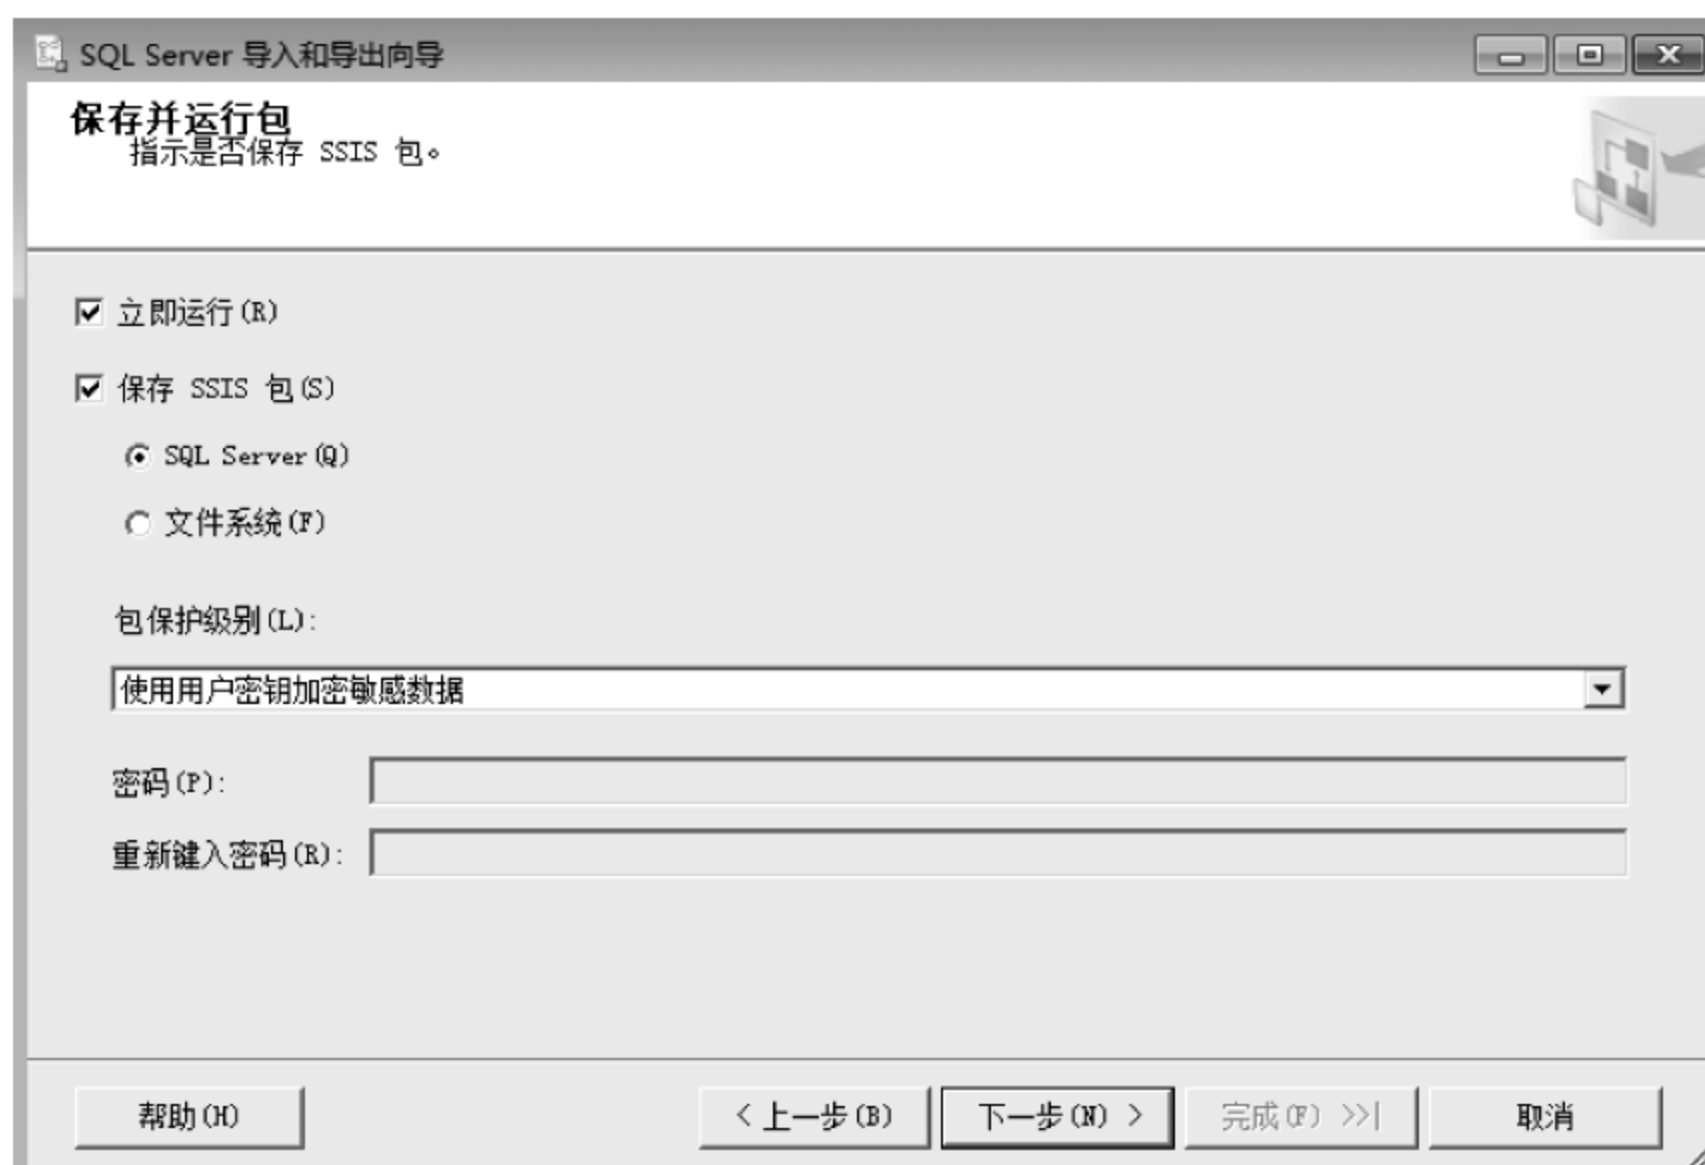 SQL Server 导入和导出向导
保存并运行包
指示是否保存 SSIS 包。
立即运行(R)
保存 SSIS 包(S)
SQL Server(Q)
文件系统(F)
包保护级别(L):
使用用户密钥加密敏感数据
密码(P):
重新键入密码(R):
帮助(H)
< 上一步(B)
下一步(N) >
完成(F) >>|
取消